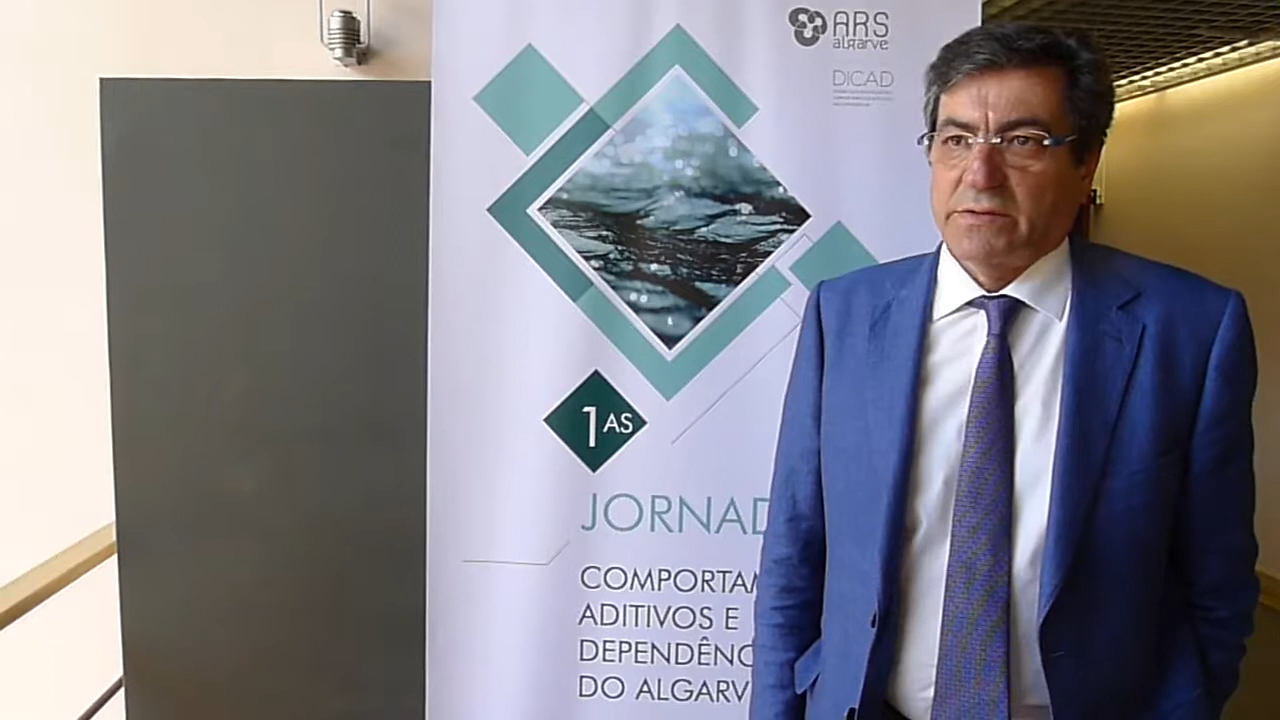 ARS
algarve
DICAD
1AS
JORNAD
COMPORTAM
ADITIVOS E
DEPENDÊNC
DO ALGARV